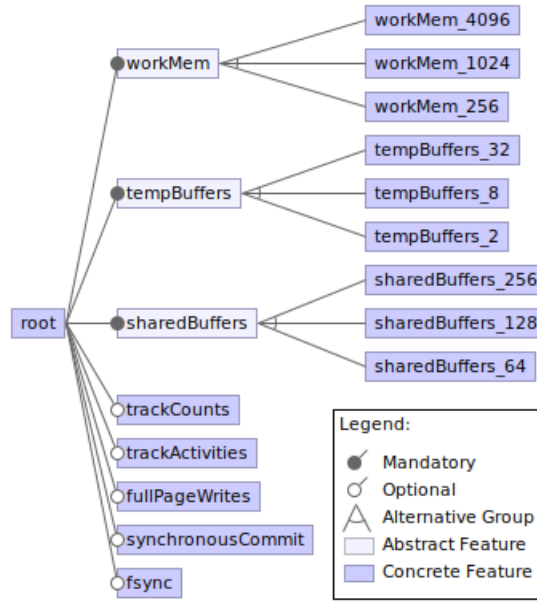 workMem_4096
workMem
workMem_1024
workMem_256
tempBuffers_32
tempBuffers
tempBuffers_8
tempBuffers_2
sharedBuffers_256
root
sharedBuffers
sharedBuffers_128
sharedBuffers_64
trackCounts
trackActivities
fullPageWrites
synchronousCommit
fsync
Legend:
Mandatory
Optional
Alternative Group
Abstract Feature
Concrete Feature